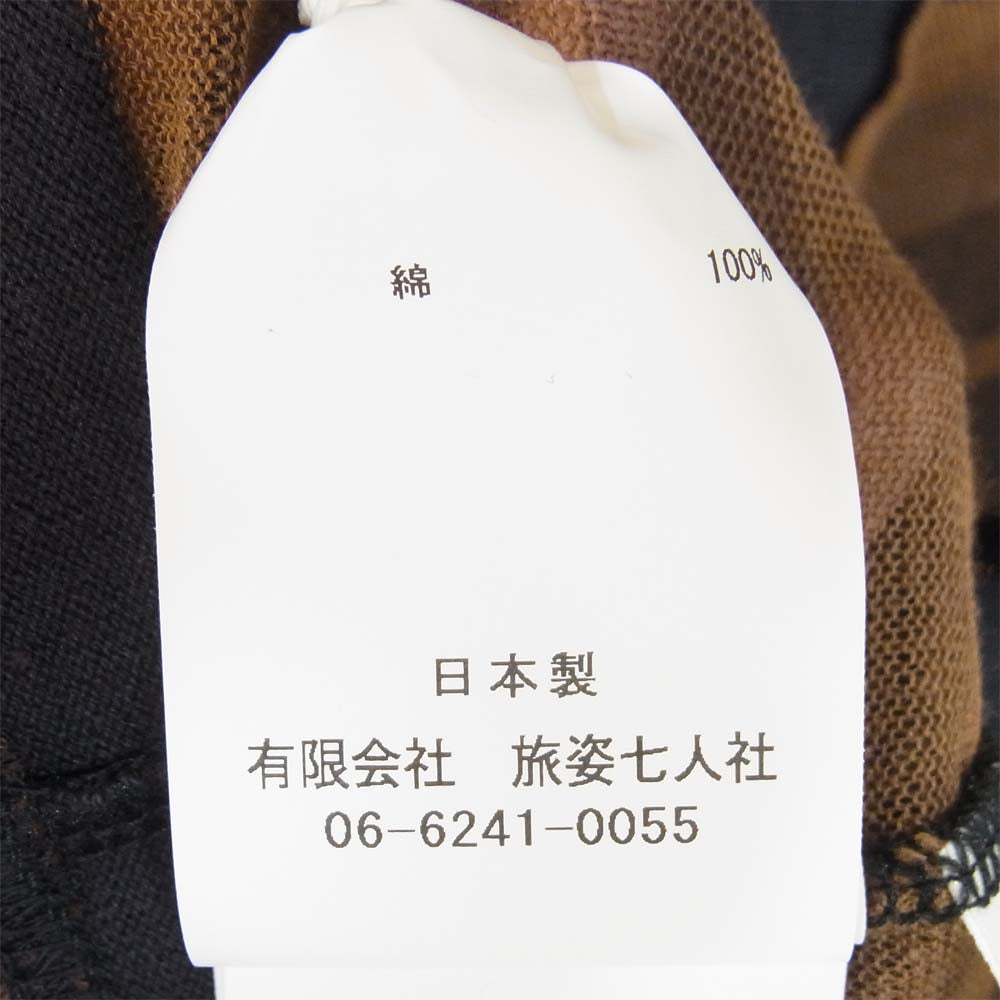 綿 100%
日本製
有限会社 旅姿七人社
06-6241-0055